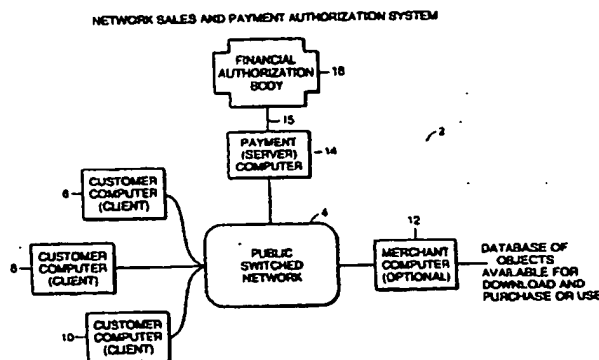 NETWORK SALES AND PAYMENT AUTHORIZATION SYSTEM
FINANCIAL
AUTHORIZATION
BODY
16
15
2
PAYMENT
(SERVER)
COMPUTER
14
CUSTOMER
COMPUTER
(CLIENT)
6
4
12
CUSTOMER
COMPUTER
(CLIENT)
8
PUBLIC
SWITCHED
NETWORK
MERCHANT
COMPUTER
(OPTIONAL)
DATABASE OF
OBJECTS
AVAILABLE FOR
DOWNLOAD AND
PURCHASE OR USE
10
CUSTOMER
COMPUTER
(CLIENT)